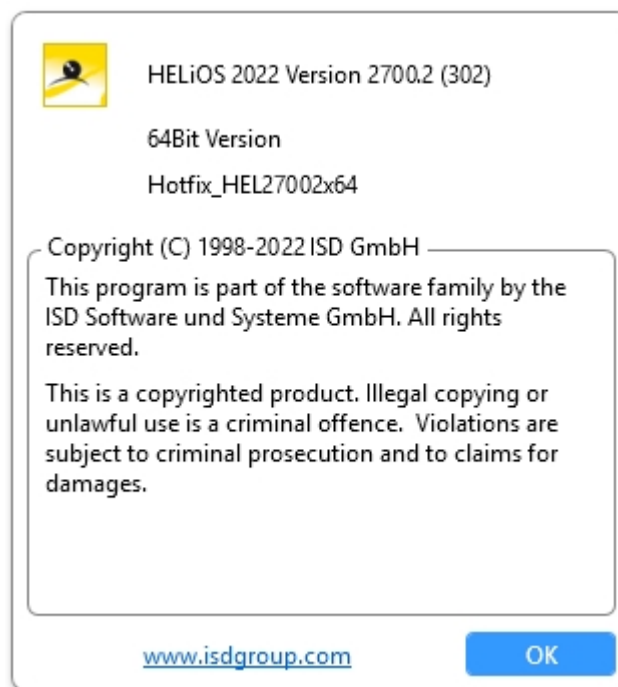 HELiOS 2022 Version 2700.2 (302)
64Bit Version
Hotfix_HEL27002x64
Copyright (C) 1998-2022 ISD GmbH
This program is part of the software family by the
ISD Software und Systeme GmbH. All rights
reserved.
This is a copyrighted product. Illegal copying or
unlawful use is a criminal offence.  Violations are
subject to criminal prosecution and to claims for
damages.
www.isdgroup.com
OK